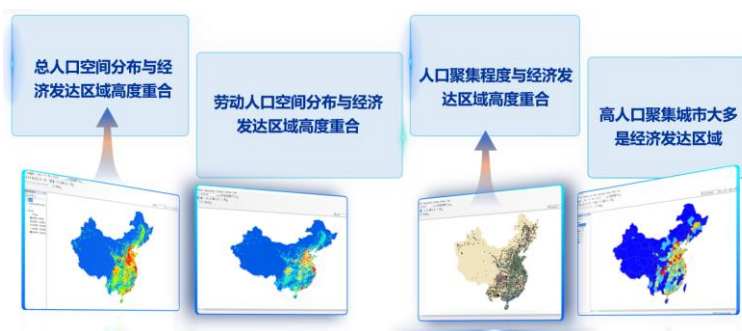 总人口空间分布与经
济发达区域高度重合
劳动人口空间分布与经济
发达区域高度重合
人口聚集程度与经济发
达区域高度重合
高人口聚集城市大多
是经济发达区域